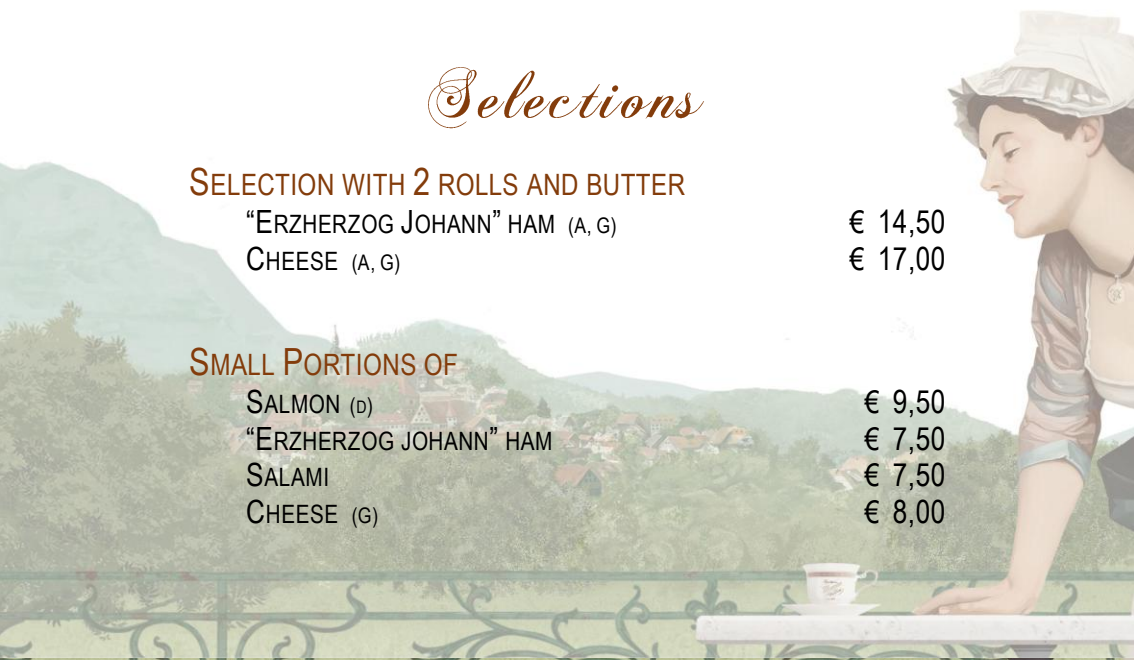 Selections
SELECTION WITH 2 ROLLS AND BUTTER
“ERZHERZOG JOHANN” HAM (A, G) € 14,50
CHEESE (A, G) € 17,00
SMALL PORTIONS OF
SALMON (D) € 9,50
“ERZHERZOG JOHANN” HAM € 7,50
SALAMI € 7,50
CHEESE (G) € 8,00